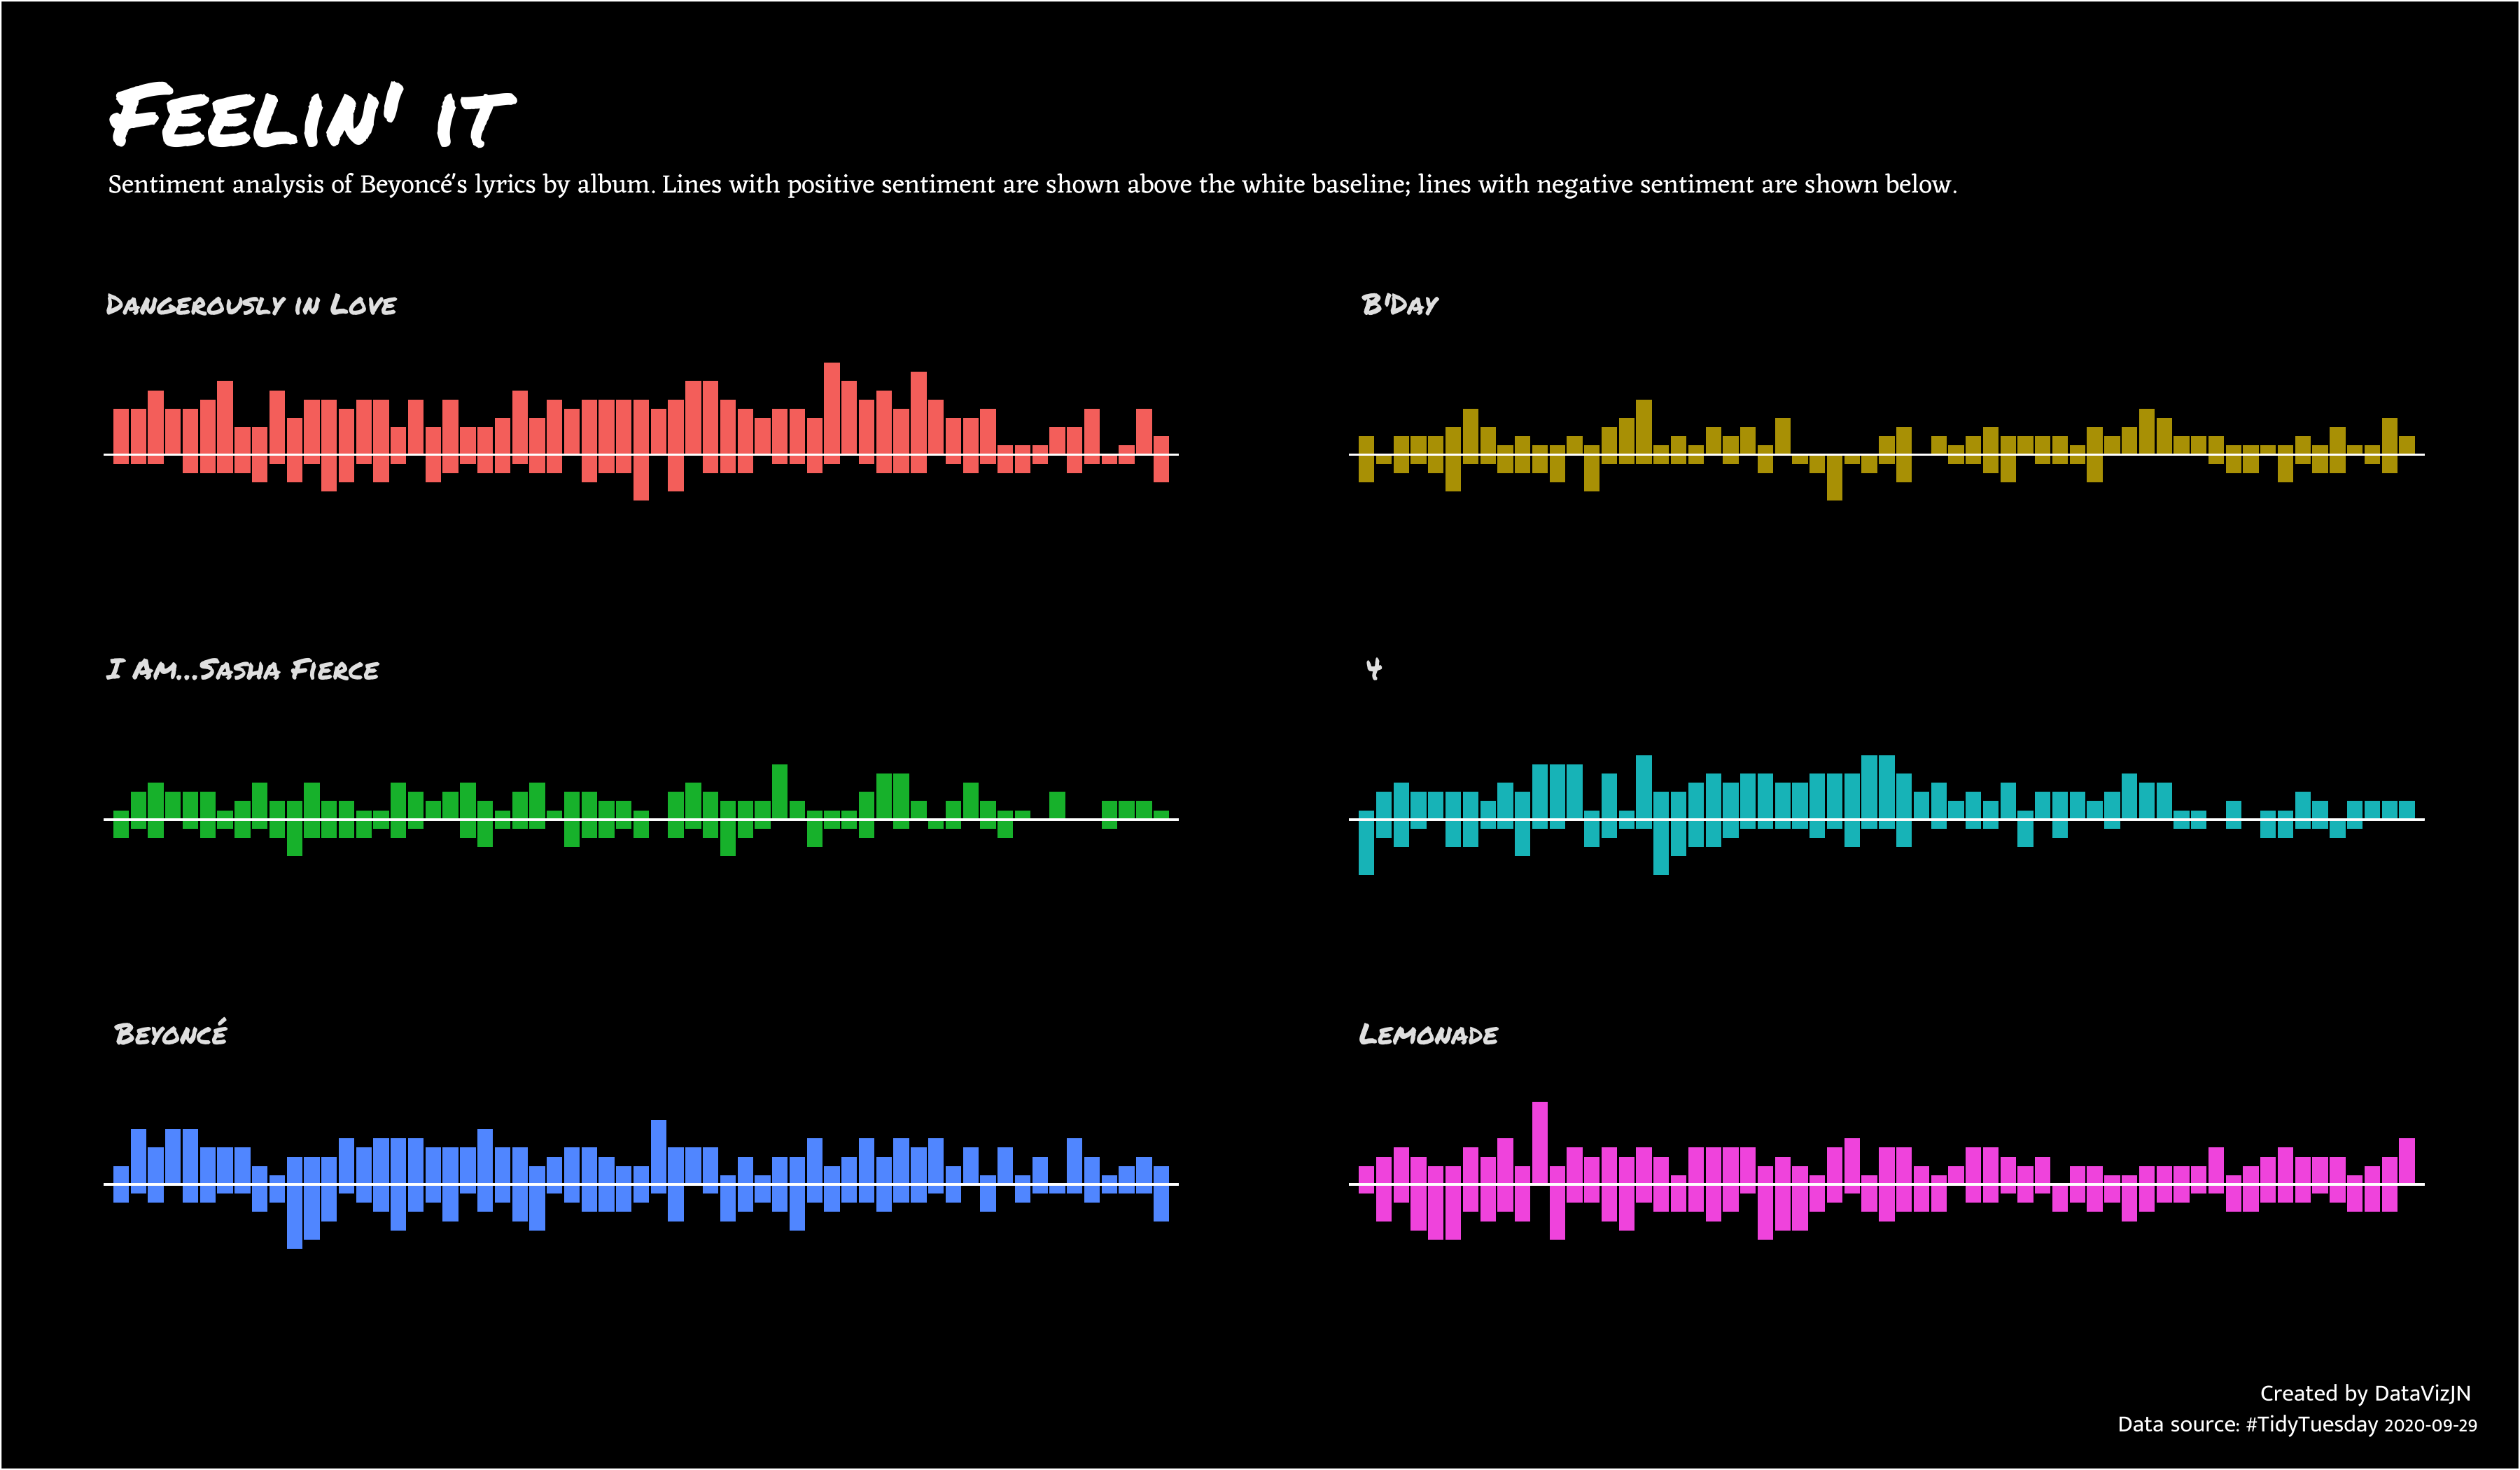 Feelin' it
Sentiment analysis of Beyoncé's lyrics by album. Lines with positive sentiment are shown above the white baseline; lines with negative sentiment are shown below.
Dangerously in Love
B'Day
I Am...Sasha Fierce
4
Beyoncé
Lemonade
Created by DataVizJN
Data source: #TidyTuesday 2020-09-29